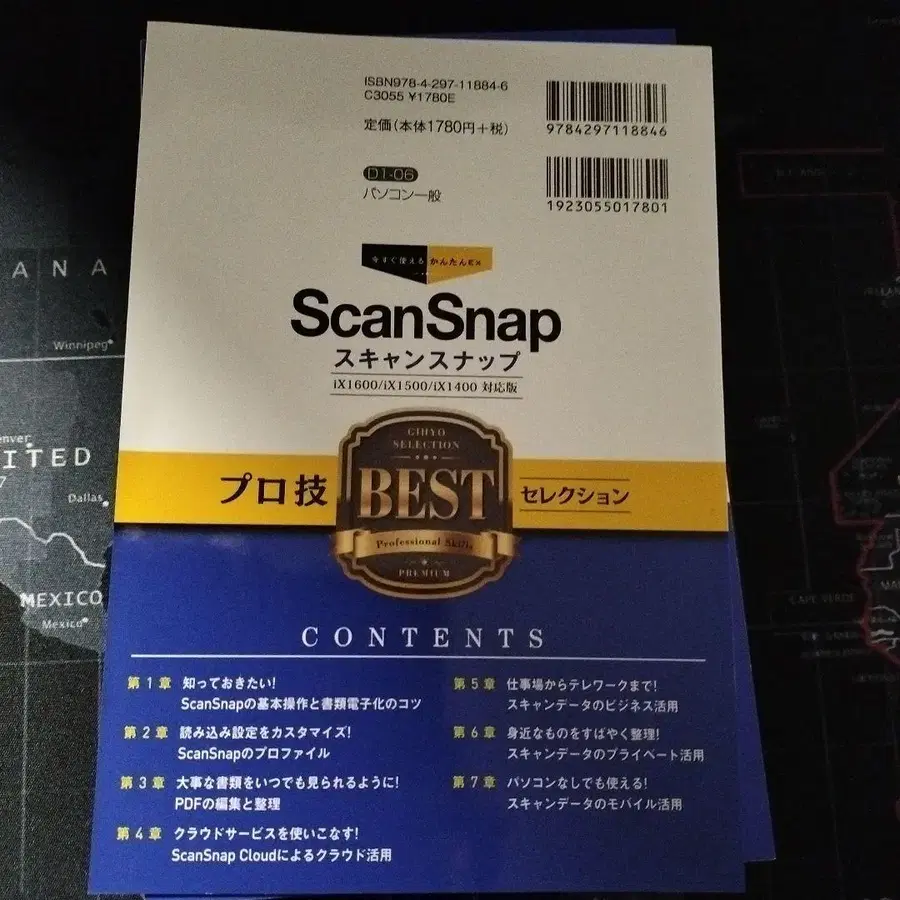 ISBN978-4-297-11884-6
C3055 ¥1780E
定価(本体1780円+税)
9784297118846
D1-06
パソコン一般
1923055017801
今すぐ使える かんたんEx
ScanSnap
スキャンスナップ
iX1600/iX1500/iX1400 対応版
GIHYO
SELECTION
プロ技 BEST セレクション
Professional Skills
PREMIUM
CONTENTS
第1章 知っておきたい!
ScanSnapの基本操作と書類電子化のコツ
第2章 読み込み設定をカスタマイズ!
ScanSnapのプロファイル
第3章 大事な書類をいつでも見られるように!
PDFの編集と整理
第4章 クラウドサービスを使いこなす!
ScanSnap Cloudによるクラウド活用
第5章 仕事場からテレワークまで!
スキャンデータのビジネス活用
第6章 身近なものをすばやく整理!
スキャンデータのプライベート活用
第7章 パソコンなしでも使える!
スキャンデータのモバイル活用
ANA
Winnipeg
enver
ITED
Dallas
MEXICO
Mexico
CAPE VERDE